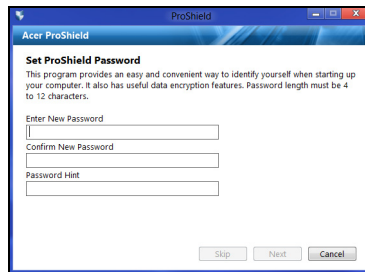 ProShield
Acer ProShield
Set ProShield Password
This program provides an easy and convenient way to identify yourself when starting up
your computer. It also has useful data encryption features. Password length must be 4
to 12 characters.
Enter New Password
Confirm New Password
Password Hint
Skip
Next
Cancel